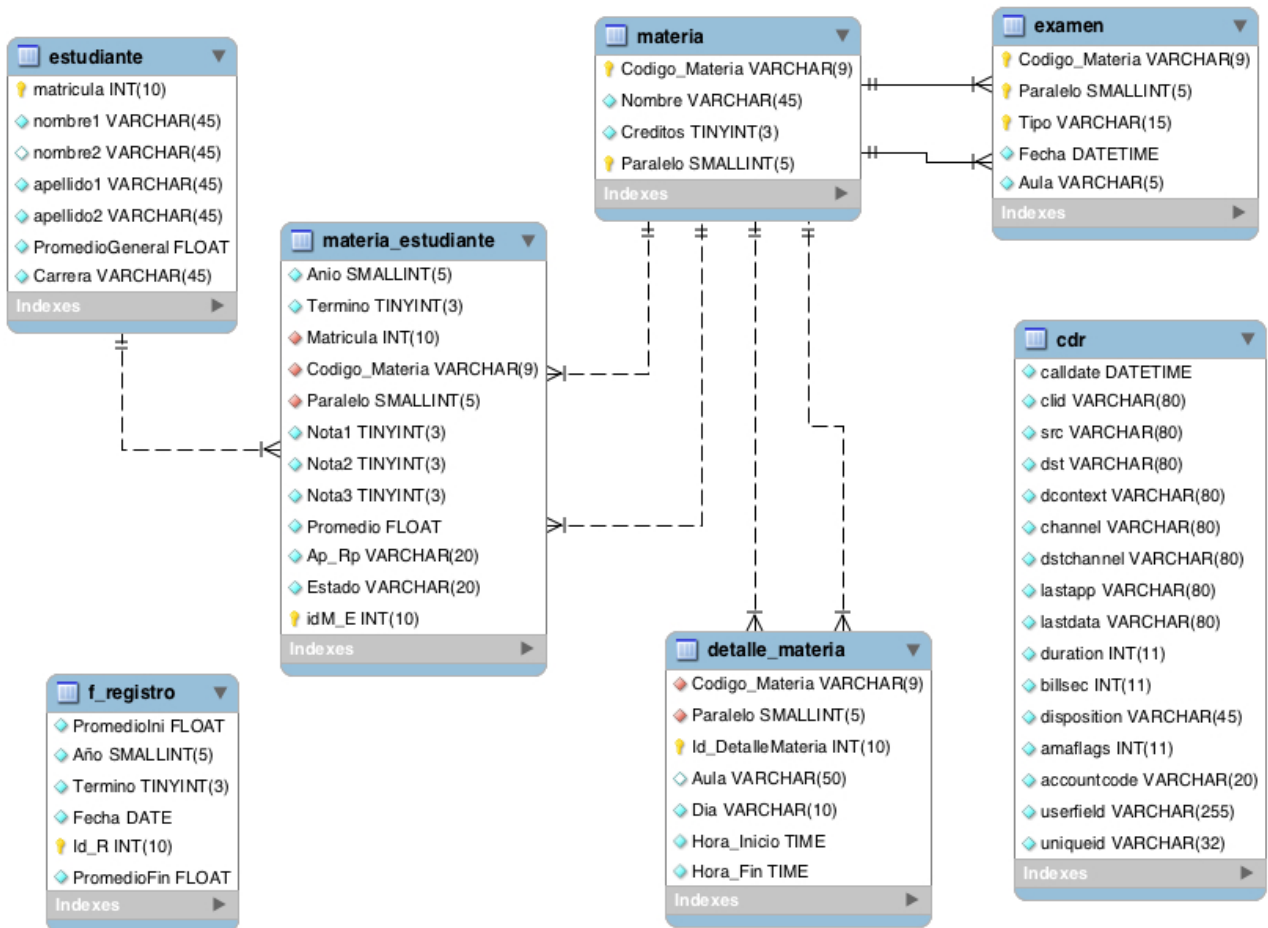 estudiante
matricula INT(10)
nombre1 VARCHAR(45)
nombre2 VARCHAR(45)
apellido1 VARCHAR(45)
apellido2 VARCHAR(45)
PromedioGeneral FLOAT
Carrera VARCHAR(45)
Indexes
materia_estudiante
Anio SMALLINT(5)
Termino TINYINT(3)
Matricula INT(10)
Codigo_Materia VARCHAR(9)
Paralelo SMALLINT(5)
Nota1 TINYINT(3)
Nota2 TINYINT(3)
Nota3 TINYINT(3)
Promedio FLOAT
Ap_Rp VARCHAR(20)
Estado VARCHAR(20)
idM_E INT(10)
Indexes
materia
Codigo_Materia VARCHAR(9)
Nombre VARCHAR(45)
Creditos TINYINT(3)
Paralelo SMALLINT(5)
Indexes
examen
Codigo_Materia VARCHAR(9)
Paralelo SMALLINT(5)
Tipo VARCHAR(15)
Fecha DATETIME
Aula VARCHAR(5)
Indexes
f_registro
PromedioIni FLOAT
Año SMALLINT(5)
Termino TINYINT(3)
Fecha DATE
Id_R INT(10)
PromedioFin FLOAT
Indexes
detalle_materia
Codigo_Materia VARCHAR(9)
Paralelo SMALLINT(5)
Id_DetalleMateria INT(10)
Aula VARCHAR(50)
Dia VARCHAR(10)
Hora_Inicio TIME
Hora_Fin TIME
Indexes
cdr
calldate DATETIME
clid VARCHAR(80)
src VARCHAR(80)
dst VARCHAR(80)
dcontext VARCHAR(80)
channel VARCHAR(80)
dstchannel VARCHAR(80)
lastapp VARCHAR(80)
lastdata VARCHAR(80)
duration INT(11)
billsec INT(11)
disposition VARCHAR(45)
amaflags INT(11)
accountcode VARCHAR(20)
userfield VARCHAR(255)
uniqueid VARCHAR(32)
Indexes